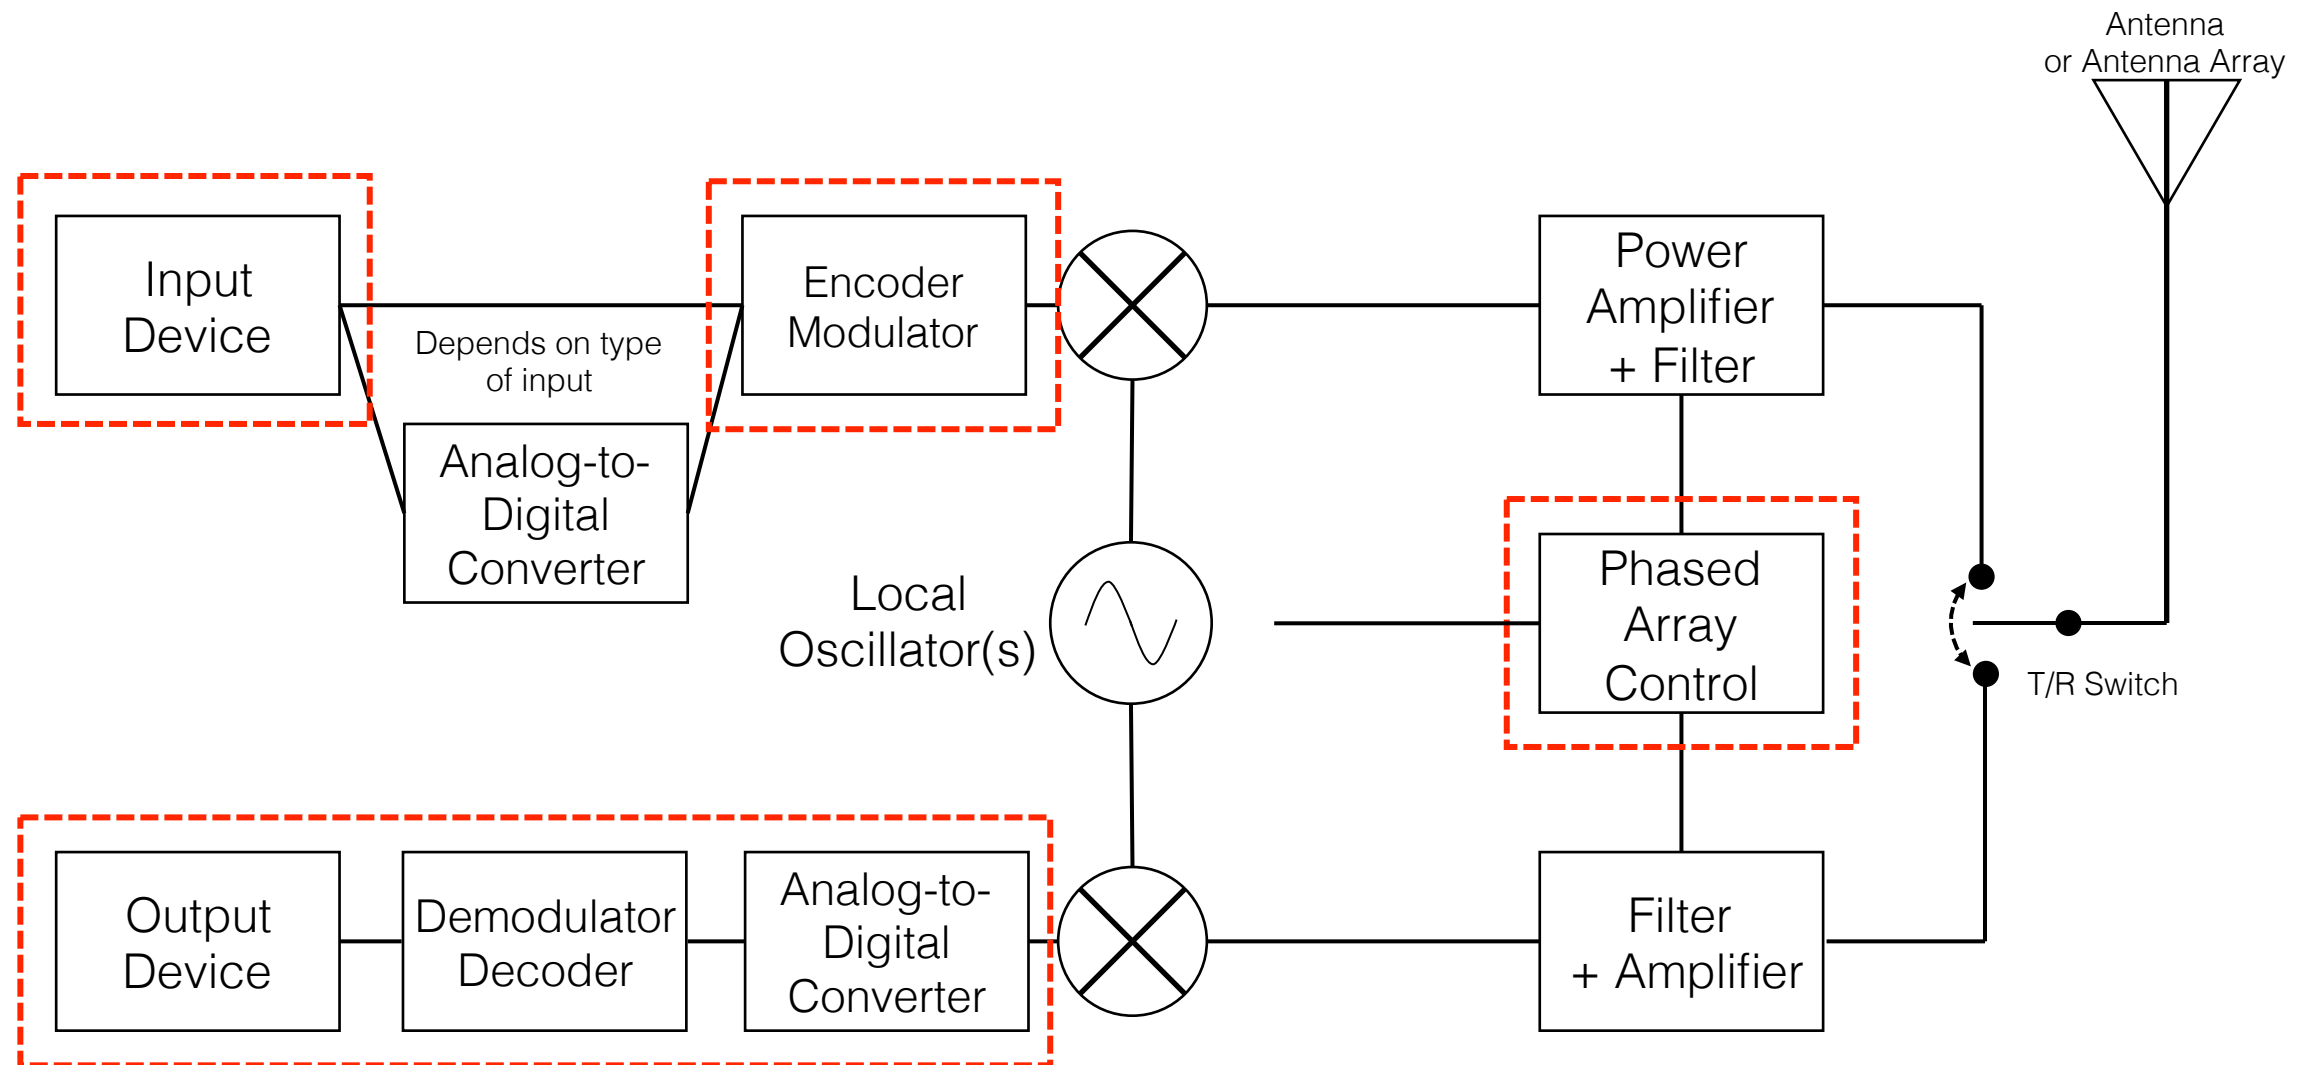 Antenna
or Antenna Array
Input
Device
Depends on type
of input
Analog-to-
Digital
Converter
Encoder
Modulator
Power
Amplifier
+ Filter
Local
Oscillator(s)
Phased
Array
Control
T/R Switch
Output
Device
Demodulator
Decoder
Analog-to-
Digital
Converter
Filter
+ Amplifier